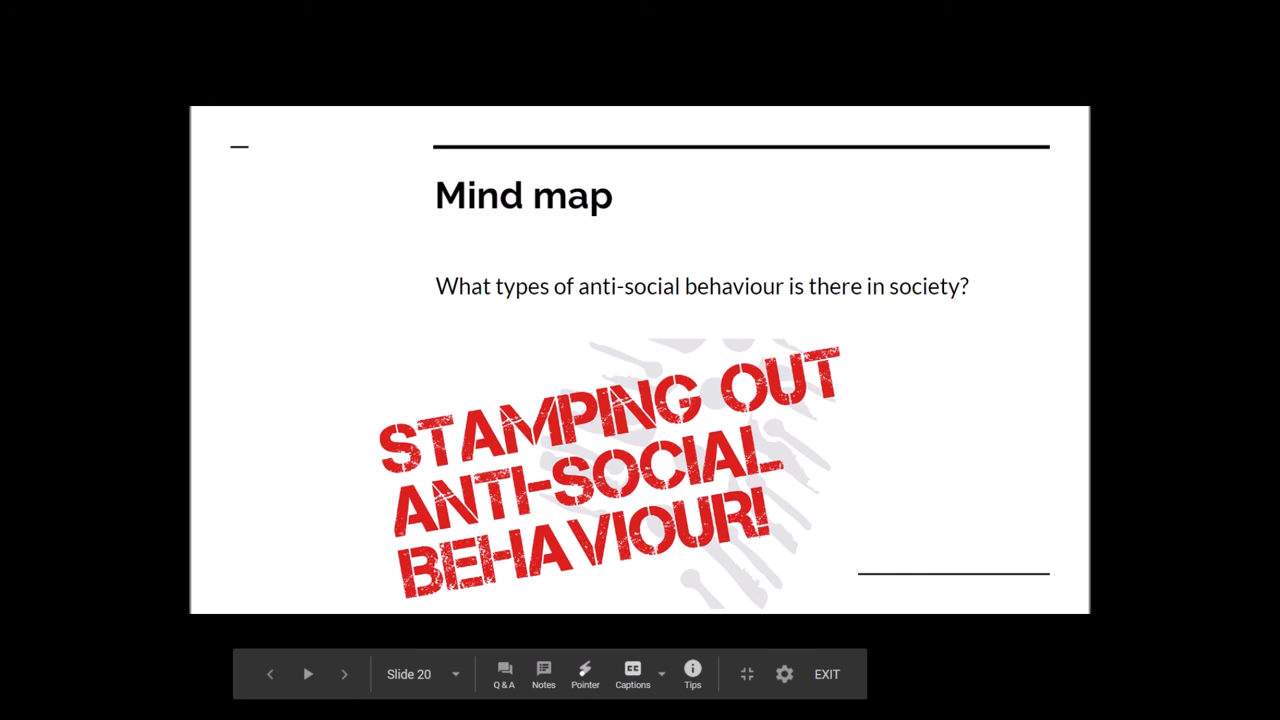 Mind map
What types of anti-social behaviour is there in society?
STAMPING OUT
ANTI-SOCIAL
BEHAVIOUR!
Slide 20
Q & A
Notes
Pointer
CC
Captions
Tips
EXIT